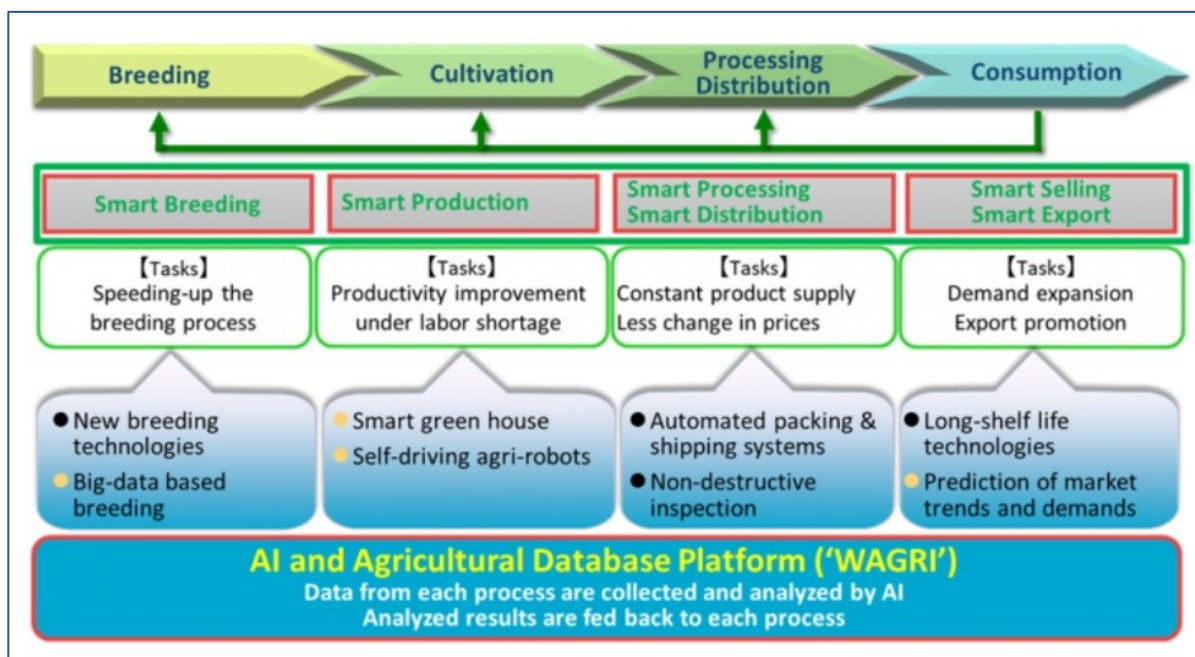 Breeding
Cultivation
Processing
Distribution
Consumption
Smart Breeding
Smart Production
Smart Processing
Smart Distribution
Smart Selling
Smart Export
【Tasks】
Speeding-up the
breeding process
【Tasks】
Productivity improvement
under labor shortage
【Tasks】
Constant product supply
Less change in prices
【Tasks】
Demand expansion
Export promotion
● New breeding
technologies
● Big-data based
breeding
● Smart green house
● Self-driving agri-robots
● Automated packing &
shipping systems
● Non-destructive
inspection
● Long-shelf life
technologies
● Prediction of market
trends and demands
AI and Agricultural Database Platform (‘WAGRI’)
Data from each process are collected and analyzed by AI
Analyzed results are fed back to each process